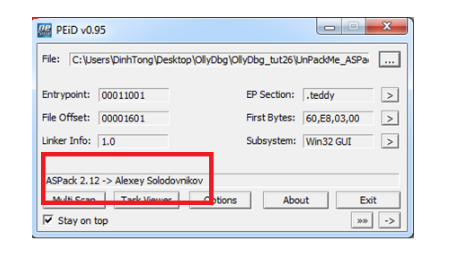 PEiD v0.95
File: C:\Users\DinhTong\Desktop\OllyDbg\OllyDbg_tut26\UnPackMe_ASPa
...
Entrypoint: 00011001 EP Section: .teddy >
File Offset: 00001601 First Bytes: 60,E8,03,00 >
Linker Info: 1.0 Subsystem: Win32 GUI >
ASPack 2.12 -> Alexey Solodovnikov
Multi Scan Task Viewer Options About Exit
Stay on top »» ->